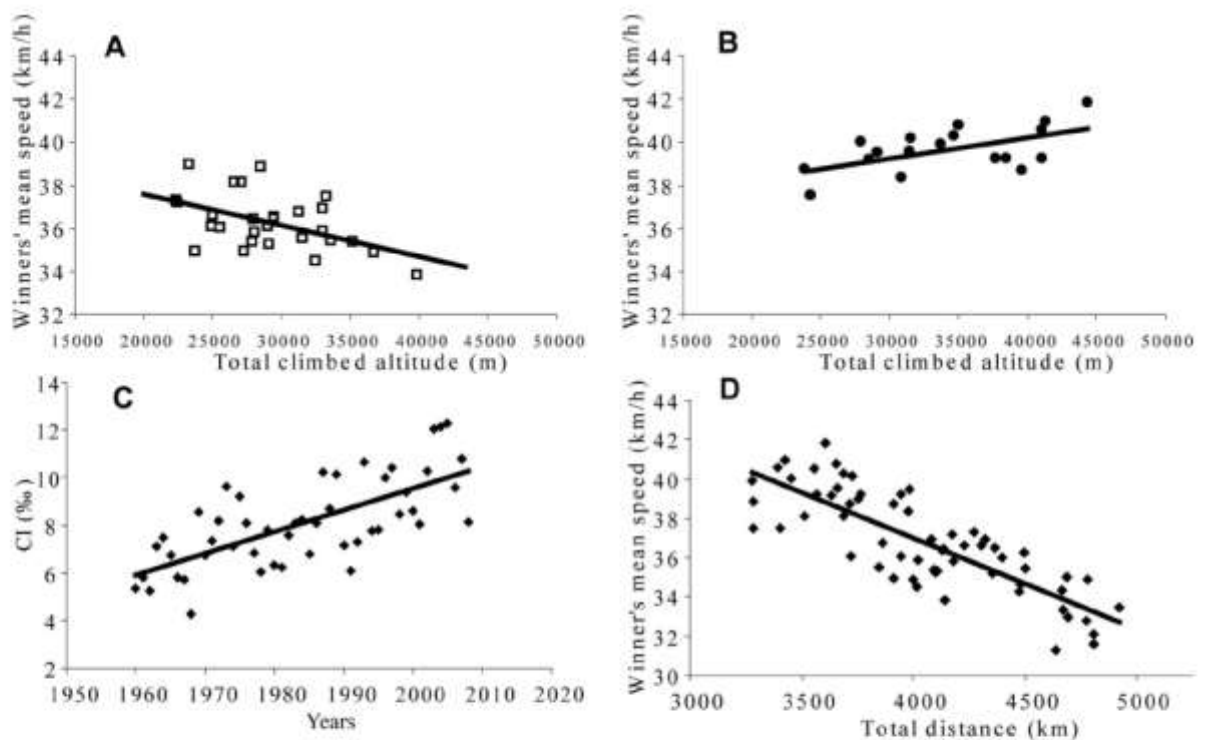 A
Winners' mean speed (km/h)
44
42
40
38
36
34
32
15000 20000 25000 30000 35000 40000 45000 50000
Total climbed altitude (m)
B
Winners' mean speed (km/h)
44
42
40
38
36
34
32
15000 20000 25000 30000 35000 40000 45000 50000
Total climbed altitude (m)
C
CI (‰)
14
12
10
8
6
4
2
1950 1960 1970 1980 1990 2000 2010 2020
Years
D
Winner's mean speed (km/h)
44
42
40
38
36
34
32
30
3000 3500 4000 4500 5000
Total distance (km)